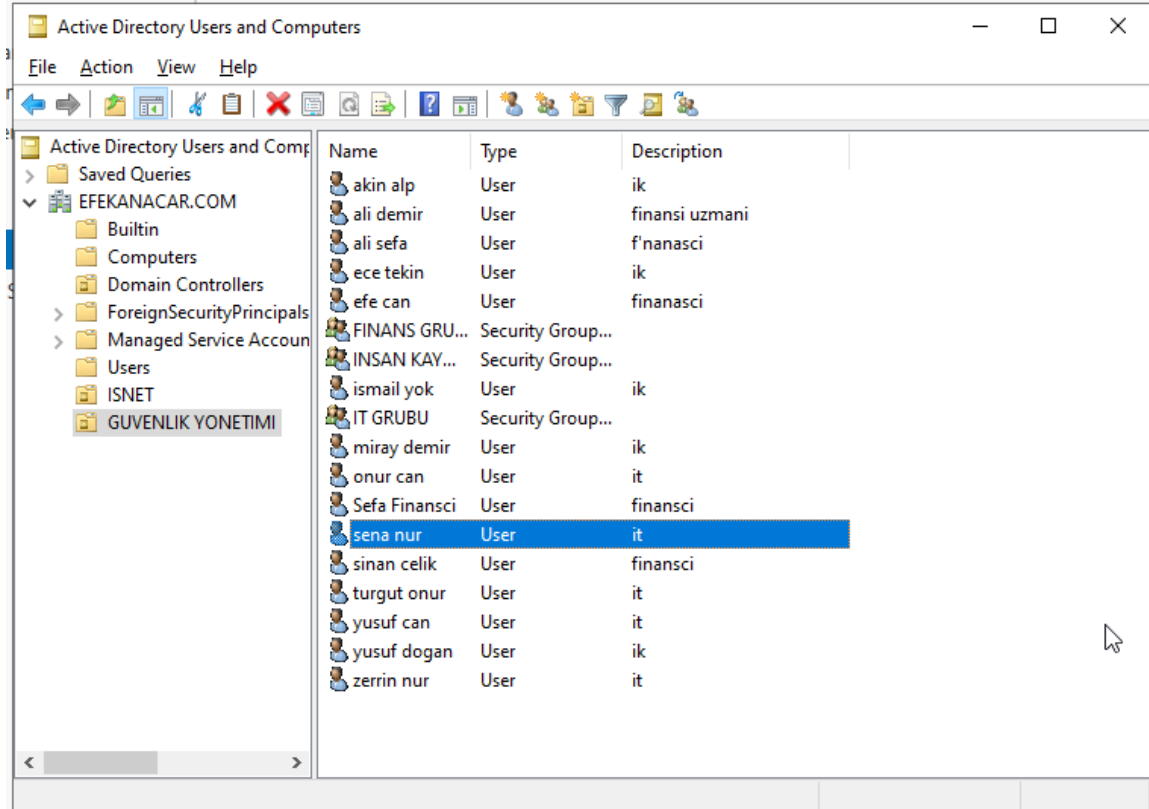 Active Directory Users and Computers
File Action View Help
Active Directory Users and Comp
Saved Queries
EFEKANACAR.COM
Builtin
Computers
Domain Controllers
ForeignSecurityPrincipals
Managed Service Accoun
Users
ISNET
GUVENLIK YONETIMI
Name Type Description
akin alp User ik
ali demir User finansi uzmani
ali sefa User f'nanasci
ece tekin User ik
efe can User finanasci
FINANS GRU... Security Group...
INSAN KAY... Security Group...
ismail yok User ik
IT GRUBU Security Group...
miray demir User ik
onur can User it
Sefa Finansci User finansci
sena nur User it
sinan celik User finansci
turgut onur User it
yusuf can User it
yusuf dogan User ik
zerrin nur User it